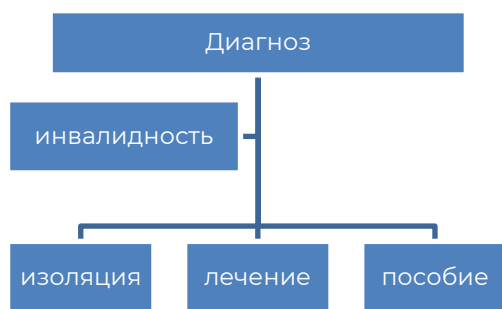 Диагноз
инвалидность
изоляция
лечение
пособие